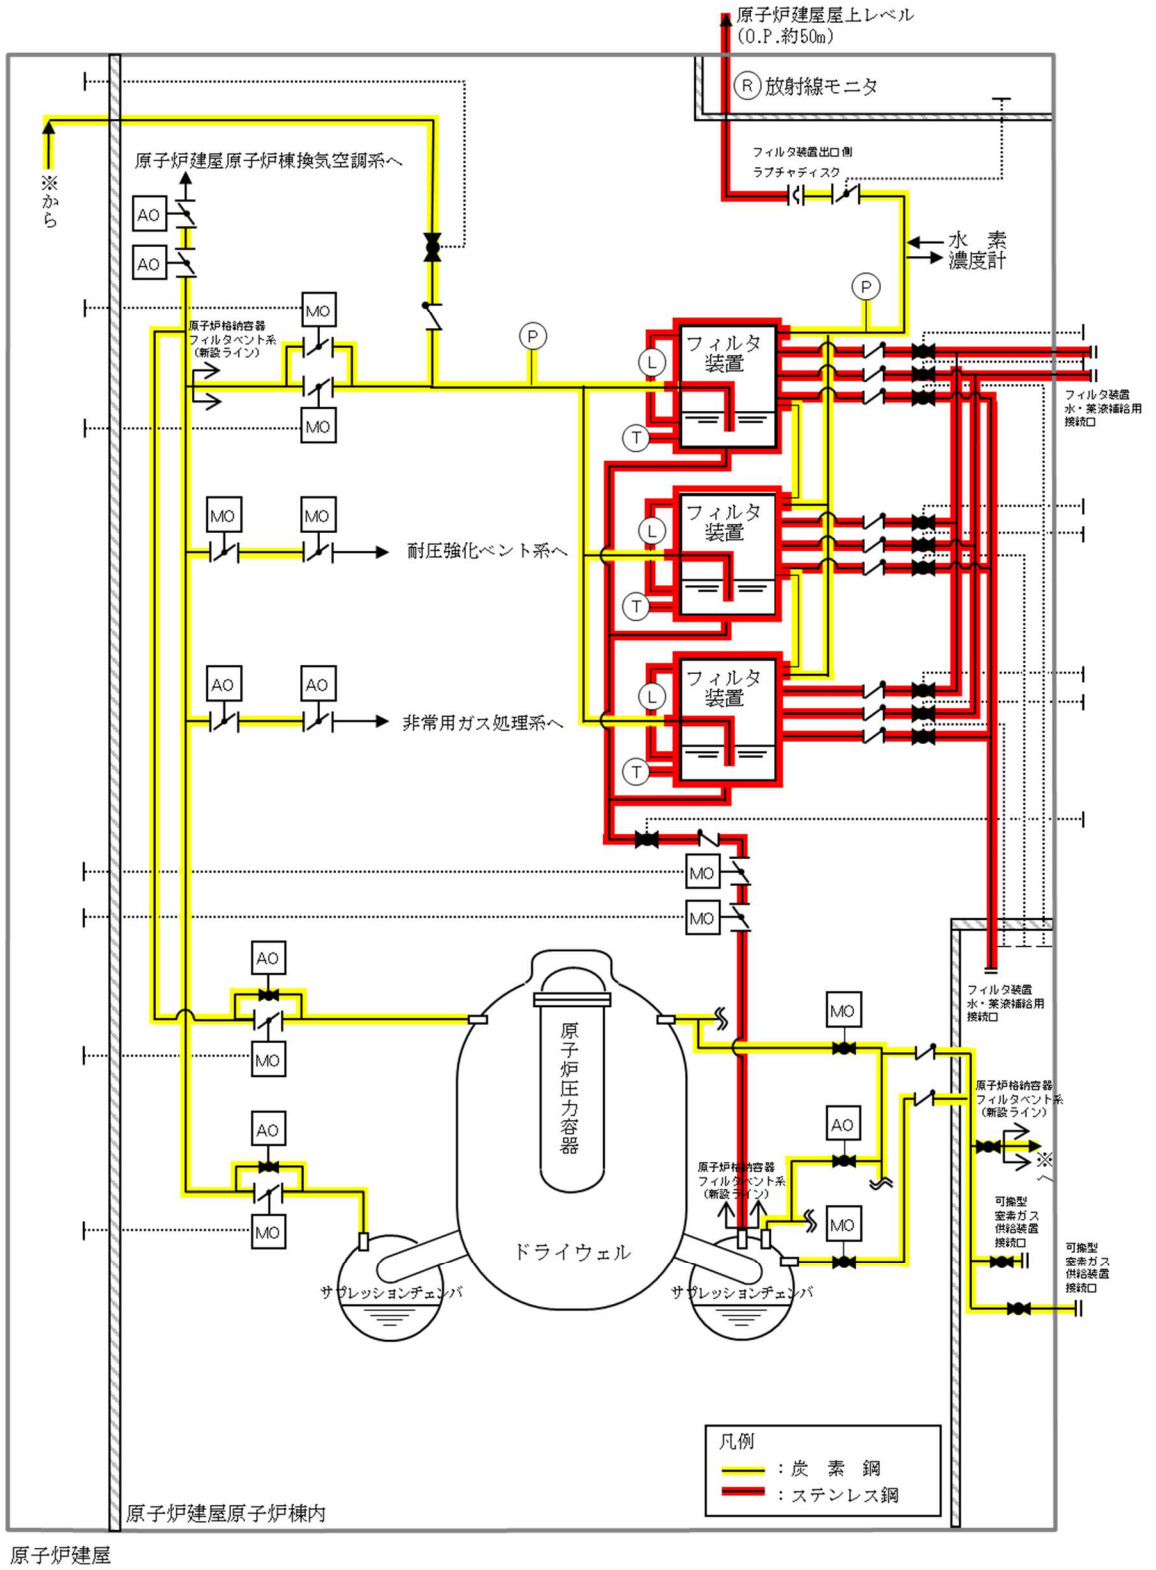 原子炉建屋屋上レベル
(O.P.約50m)
R 放射線モニタ
フィルタ装置出口側
ラプチャディスク
原子炉建屋原子炉棟換気空調系へ
※から
AO
AO
水 素
濃度計
P
MO
原子炉格納容器
フィルタベント系
(新設ライン)
P
L
フィルタ
装置
MO
T
フィルタ装置
水・薬液補給用
接続口
MO
MO
耐圧強化ベント系へ
L
フィルタ
装置
T
AO
AO
非常用ガス処理系へ
L
フィルタ
装置
T
MO
MO
AO
MO
原子炉圧力容器
MO
フィルタ装置
水・薬液補給用
接続口
AO
MO
原子炉格納容器
フィルタベント系
(新設ライン)
AO
原子炉格納容器
フィルタベント系
(新設ライン)
※へ
MO
ドライウェル
サプレッションチェンバ
サプレッションチェンバ
可搬型
窒素ガス
供給装置
接続口
可搬型
窒素ガス
供給装置
接続口
凡例
:炭 素 鋼
:ステンレス鋼
原子炉建屋原子炉棟内
原子炉建屋